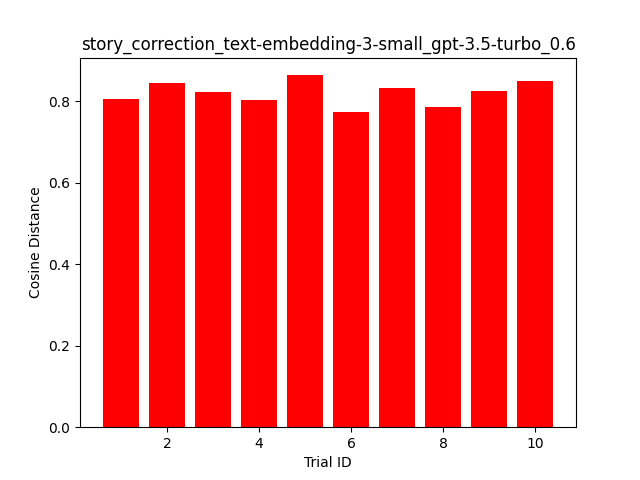 story_correction_text-embedding-3-small_gpt-3.5-turbo_0.6
Cosine Distance
0.8
0.6
0.4
0.2
0.0
2 4 6 8 10
Trial ID